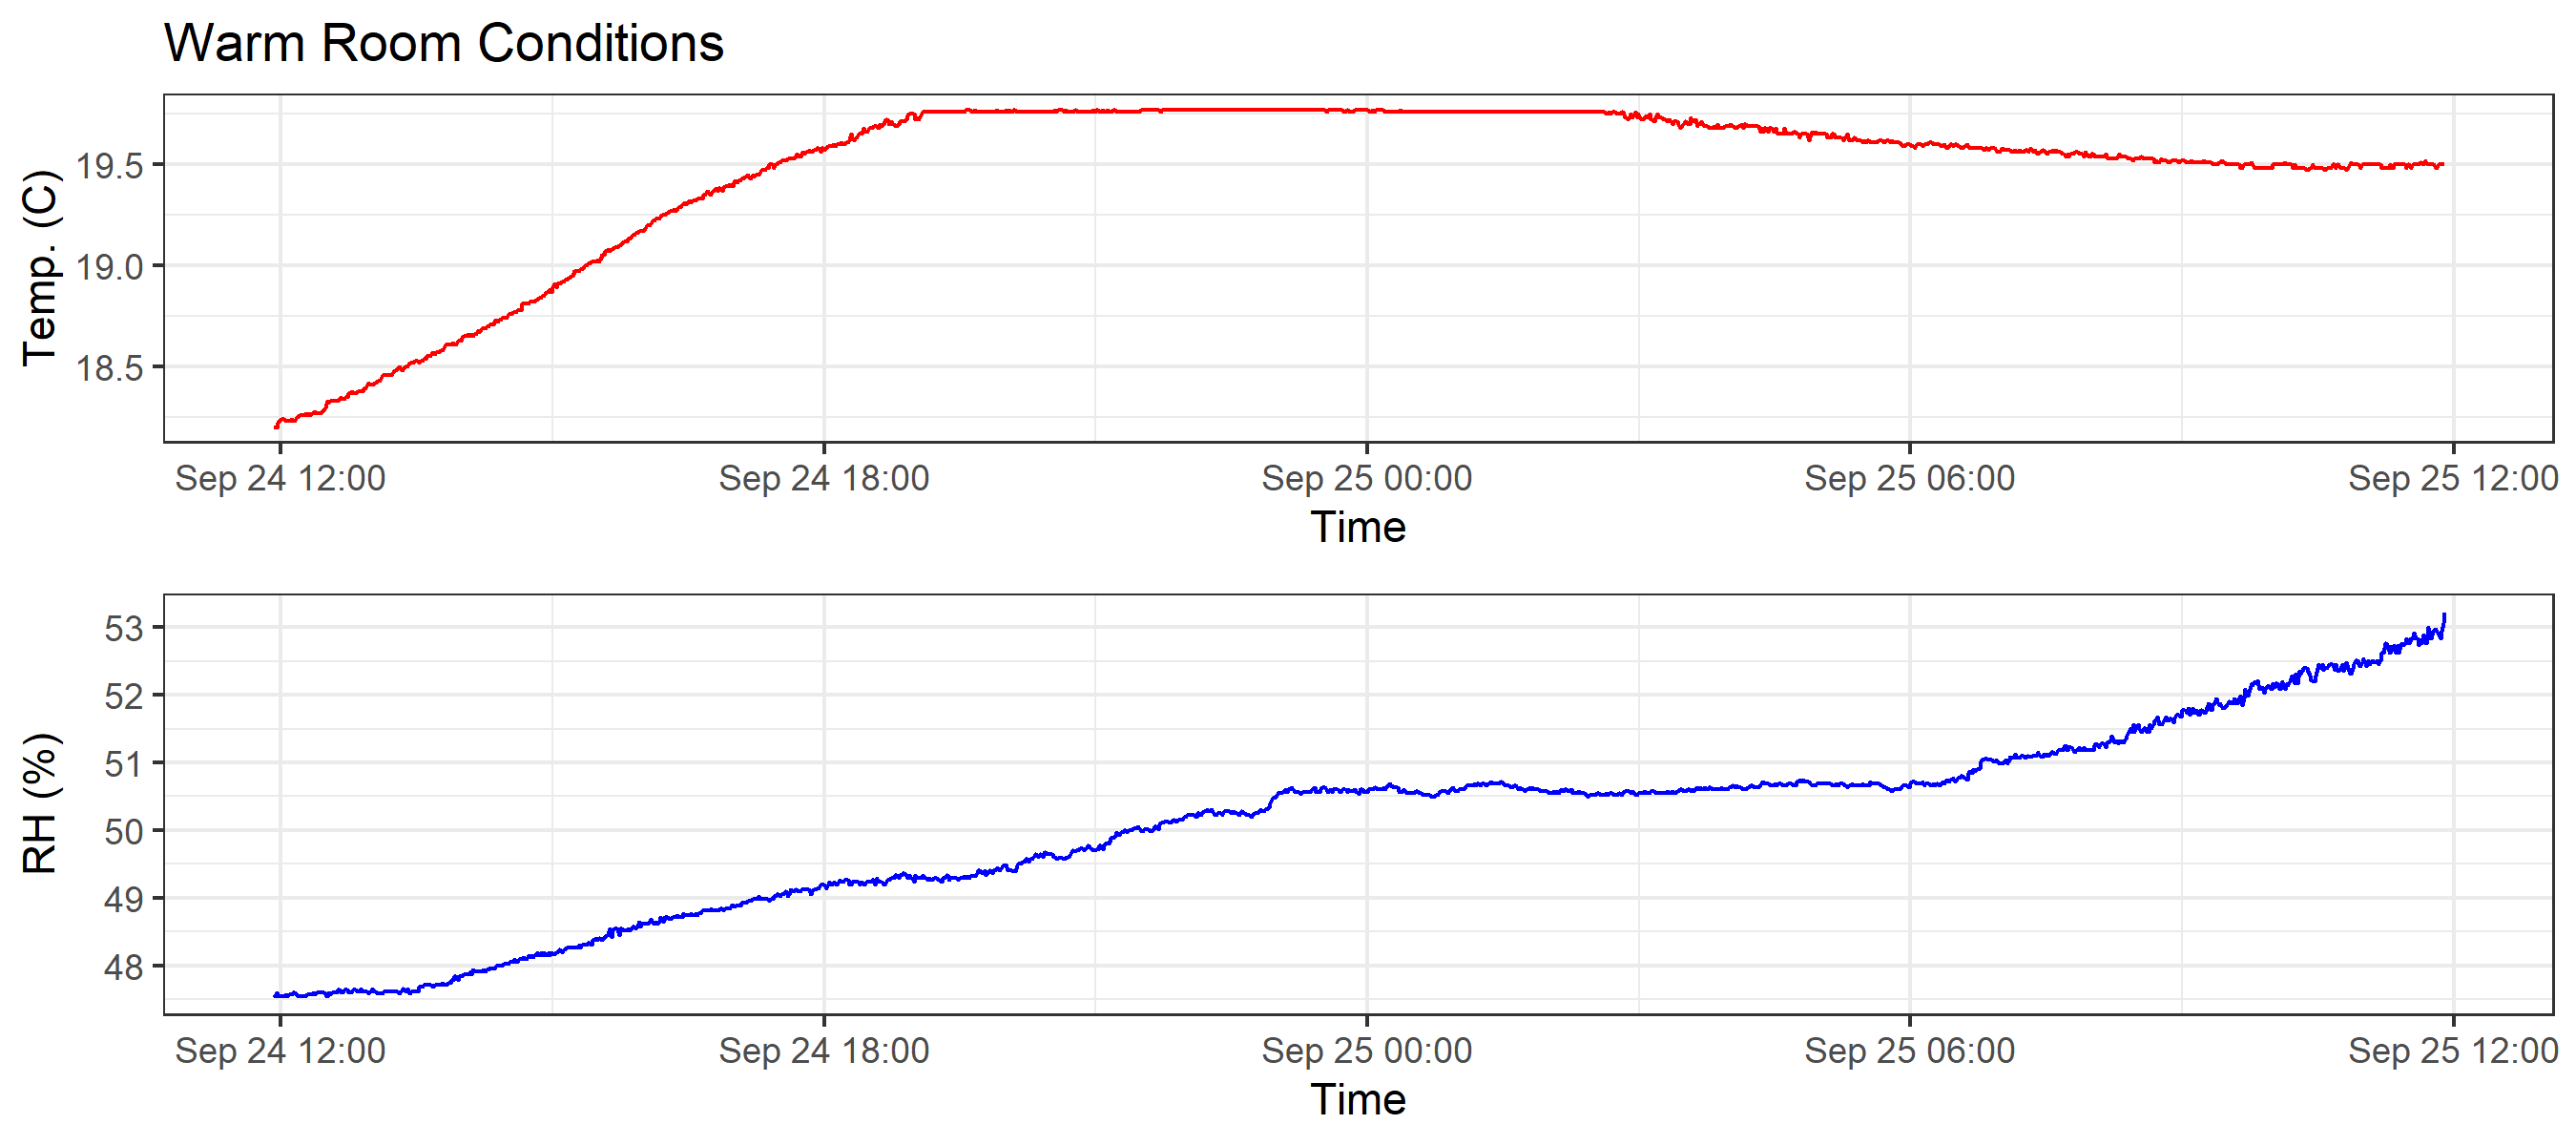 Warm Room Conditions
Temp. (C)
19.5
19.0
18.5
Sep 24 12:00 Sep 24 18:00 Sep 25 00:00 Sep 25 06:00 Sep 25 12:00
Time
RH (%)
53
52
51
50
49
48
Sep 24 12:00 Sep 24 18:00 Sep 25 00:00 Sep 25 06:00 Sep 25 12:00
Time